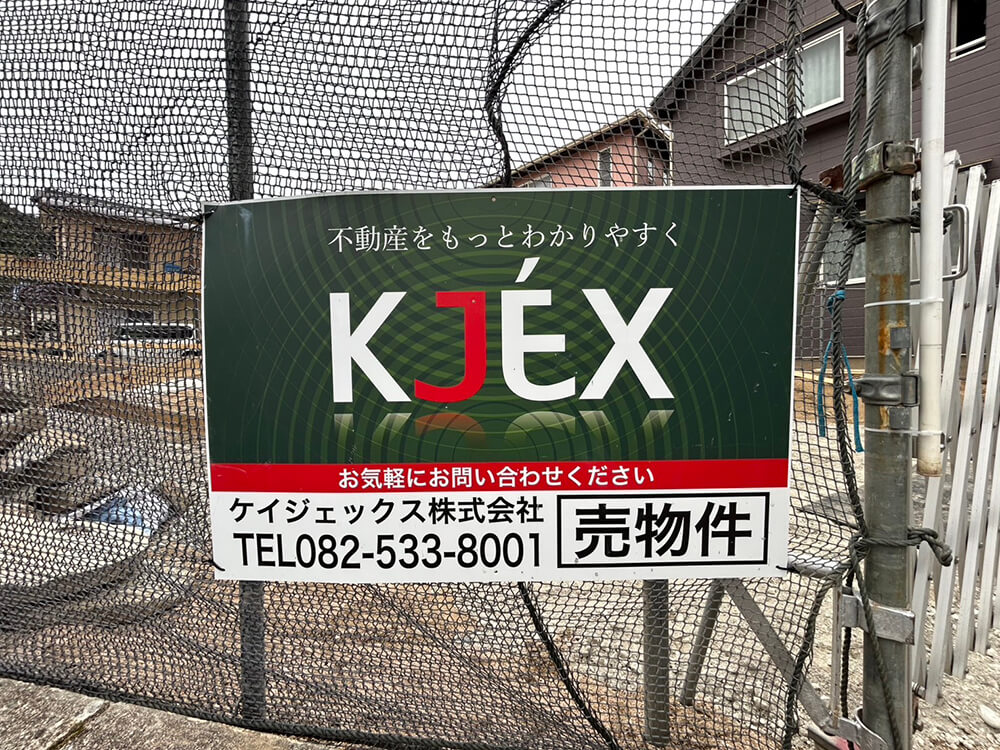 不動産をもっとわかりやすく
KJÉX
お気軽にお問い合わせください
ケイジェックス株式会社
TEL082-533-8001
売物件